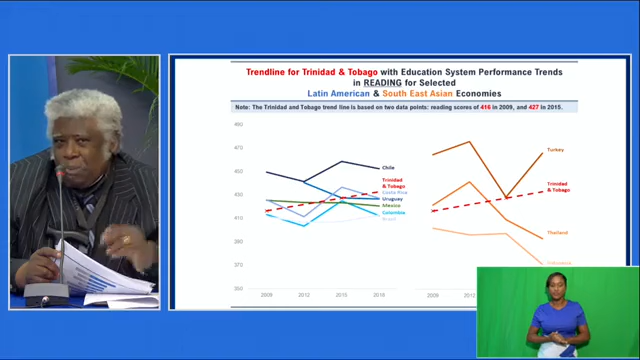 Trendline for Trinidad & Tobago with Education System Performance Trends
in READING for Selected
Latin American & South East Asian Economies
Note: The Trinidad and Tobago trend line is based on two data points: reading scores of 416 in 2009, and 427 in 2015.
490
470
450
430
410
390
370
350
2009
2012
2015
2018
Chile
Trinidad
& Tobago
Costa Rica
Uruguay
Mexico
Colombia
Brazil
2009
Turkey
Trinidad
& Tobago
Thailand
Indonesia